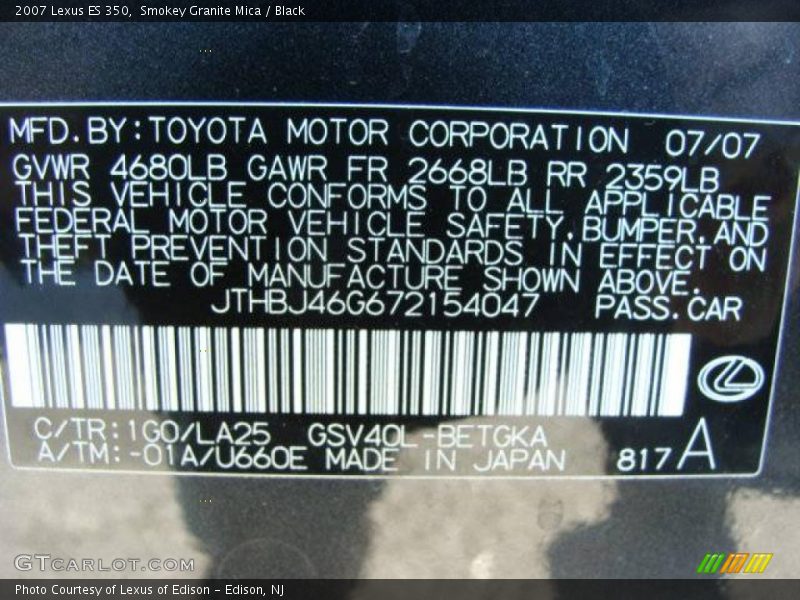 2007 Lexus ES 350, Smokey Granite Mica / Black
MFD.BY:TOYOTA MOTOR CORPORATION 07/07
GVWR 4680LB GAWR FR 2668LB RR 2359LB
THIS VEHICLE CONFORMS TO ALL APPLICABLE
FEDERAL MOTOR VEHICLE SAFETY,BUMPER,AND
THEFT PREVENTION STANDARDS IN EFFECT ON
THE DATE OF MANUFACTURE SHOWN ABOVE.
JTHBJ46G672154047 PASS.CAR
C/TR:1G0/LA25 GSV40L-BETGKA
A/TM:-01A/U660E MADE IN JAPAN 817A
GTCARLOT.COM
Photo Courtesy of Lexus of Edison - Edison, NJ